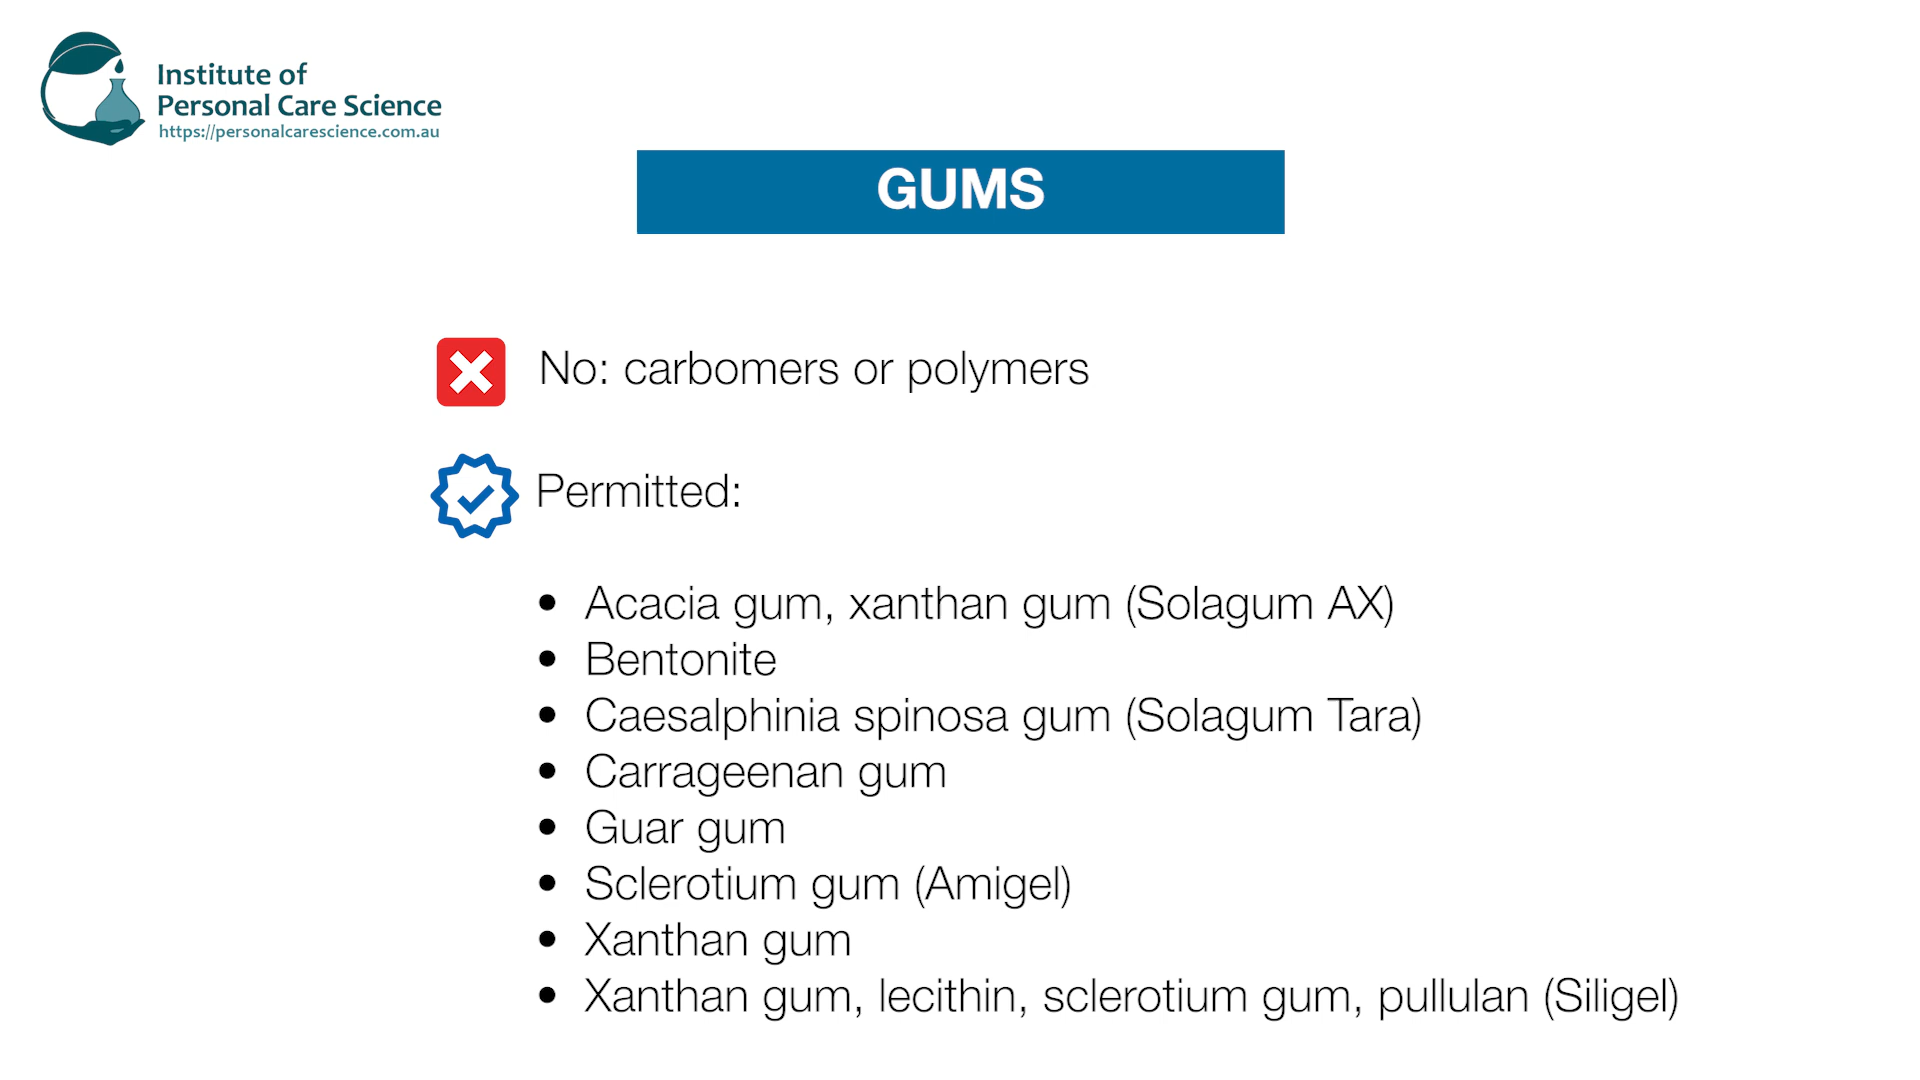 Institute of
Personal Care Science
https://personalcarescience.com.au
GUMS
No: carbomers or polymers
Permitted:
• Acacia gum, xanthan gum (Solagum AX)
• Bentonite
• Caesalphinia spinosa gum (Solagum Tara)
• Carrageenan gum
• Guar gum
• Sclerotium gum (Amigel)
• Xanthan gum
• Xanthan gum, lecithin, sclerotium gum, pullulan (Siligel)